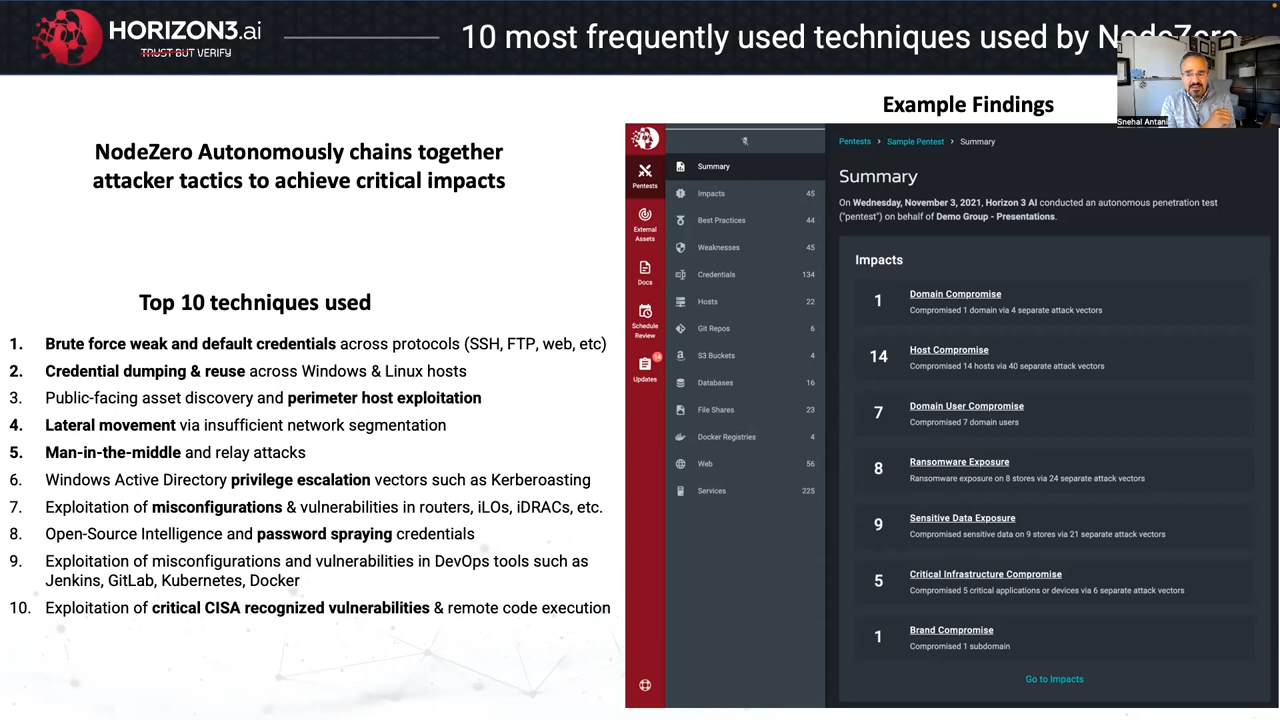 HORIZON3.ai
TRUST BUT VERIFY
10 most frequently used techniques used by NodeZero
Snehal Antani
NodeZero Autonomously chains together
attacker tactics to achieve critical impacts
Top 10 techniques used
1. Brute force weak and default credentials across protocols (SSH, FTP, web, etc)
2. Credential dumping & reuse across Windows & Linux hosts
3. Public-facing asset discovery and perimeter host exploitation
4. Lateral movement via insufficient network segmentation
5. Man-in-the-middle and relay attacks
6. Windows Active Directory privilege escalation vectors such as Kerberoasting
7. Exploitation of misconfigurations & vulnerabilities in routers, iLOs, iDRACs, etc.
8. Open-Source Intelligence and password spraying credentials
9. Exploitation of misconfigurations and vulnerabilities in DevOps tools such as
Jenkins, GitLab, Kubernetes, Docker
10. Exploitation of critical CISA recognized vulnerabilities & remote code execution
Example Findings
Pentests
External
Assets
Docs
Schedule
Review
14
Updates
Summary
Impacts 45
Best Practices 44
Weaknesses 45
Credentials 134
Hosts 22
Git Repos 6
S3 Buckets 4
Databases 16
File Shares 23
Docker Registries 4
Web 56
Services 225
Pentests > Sample Pentest > Summary
Summary
On Wednesday, November 3, 2021, Horizon 3 AI conducted an autonomous penetration test
("pentest") on behalf of Demo Group - Presentations.
Impacts
1 Domain Compromise
Compromised 1 domain via 4 separate attack vectors
14 Host Compromise
Compromised 14 hosts via 40 separate attack vectors
7 Domain User Compromise
Compromised 7 domain users
8 Ransomware Exposure
Ransomware exposure on 8 stores via 24 separate attack vectors
9 Sensitive Data Exposure
Compromised sensitive data on 9 stores via 21 separate attack vectors
5 Critical Infrastructure Compromise
Compromised 5 critical applications or devices via 6 separate attack vectors
1 Brand Compromise
Compromised 1 subdomain
Go to Impacts